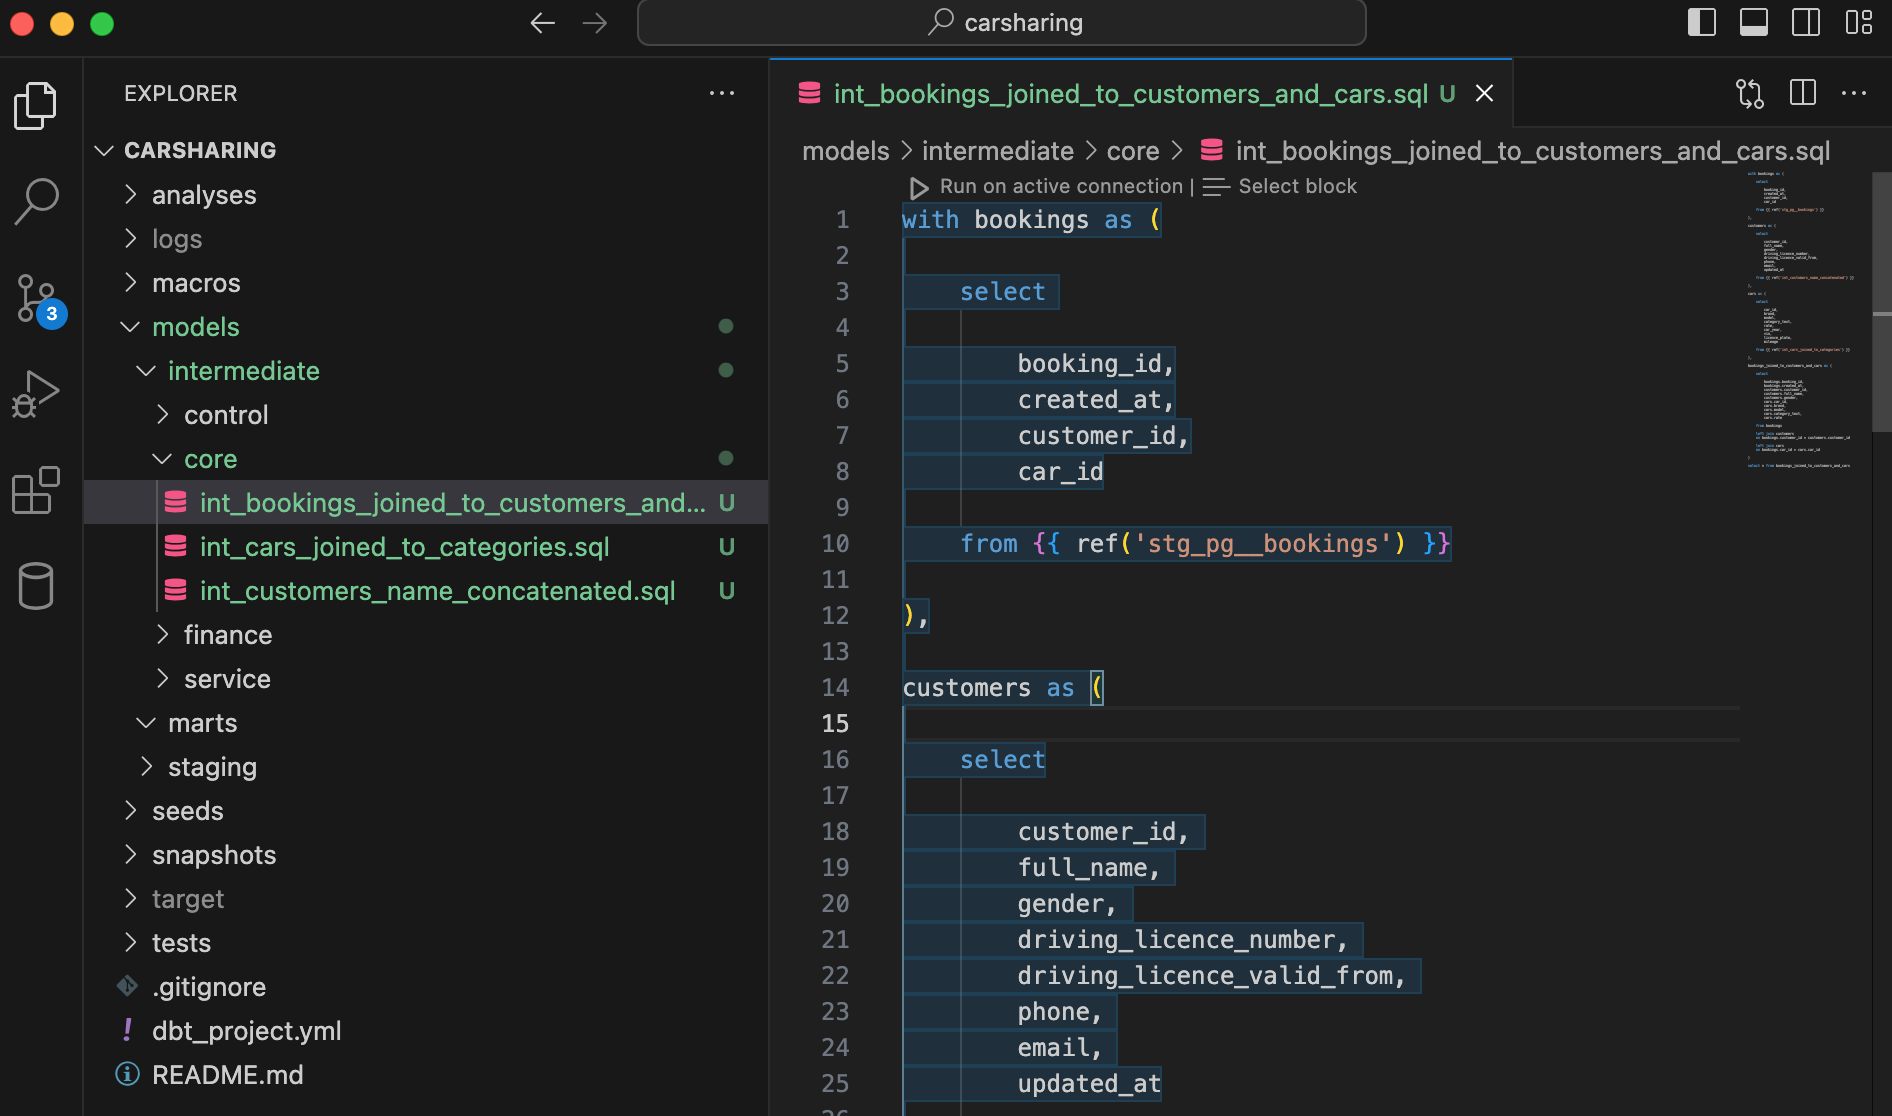 carsharing
EXPLORER
CARSHARING
analyses
logs
macros
models
intermediate
control
core
int_bookings_joined_to_customers_and... U
int_cars_joined_to_categories.sql U
int_customers_name_concatenated.sql U
finance
service
marts
staging
seeds
snapshots
target
tests
.gitignore
dbt_project.yml
README.md
3
int_bookings_joined_to_customers_and_cars.sql U
models > intermediate > core > int_bookings_joined_to_customers_and_cars.sql
Run on active connection | Select block
1 with bookings as (
2
3 select
4
5 booking_id,
6 created_at,
7 customer_id,
8 car_id
9
10 from {{ ref('stg_pg__bookings') }}
11
12 ),
13
14 customers as (
15
16 select
17
18 customer_id,
19 full_name,
20 gender,
21 driving_licence_number,
22 driving_licence_valid_from,
23 phone,
24 email,
25 updated_at